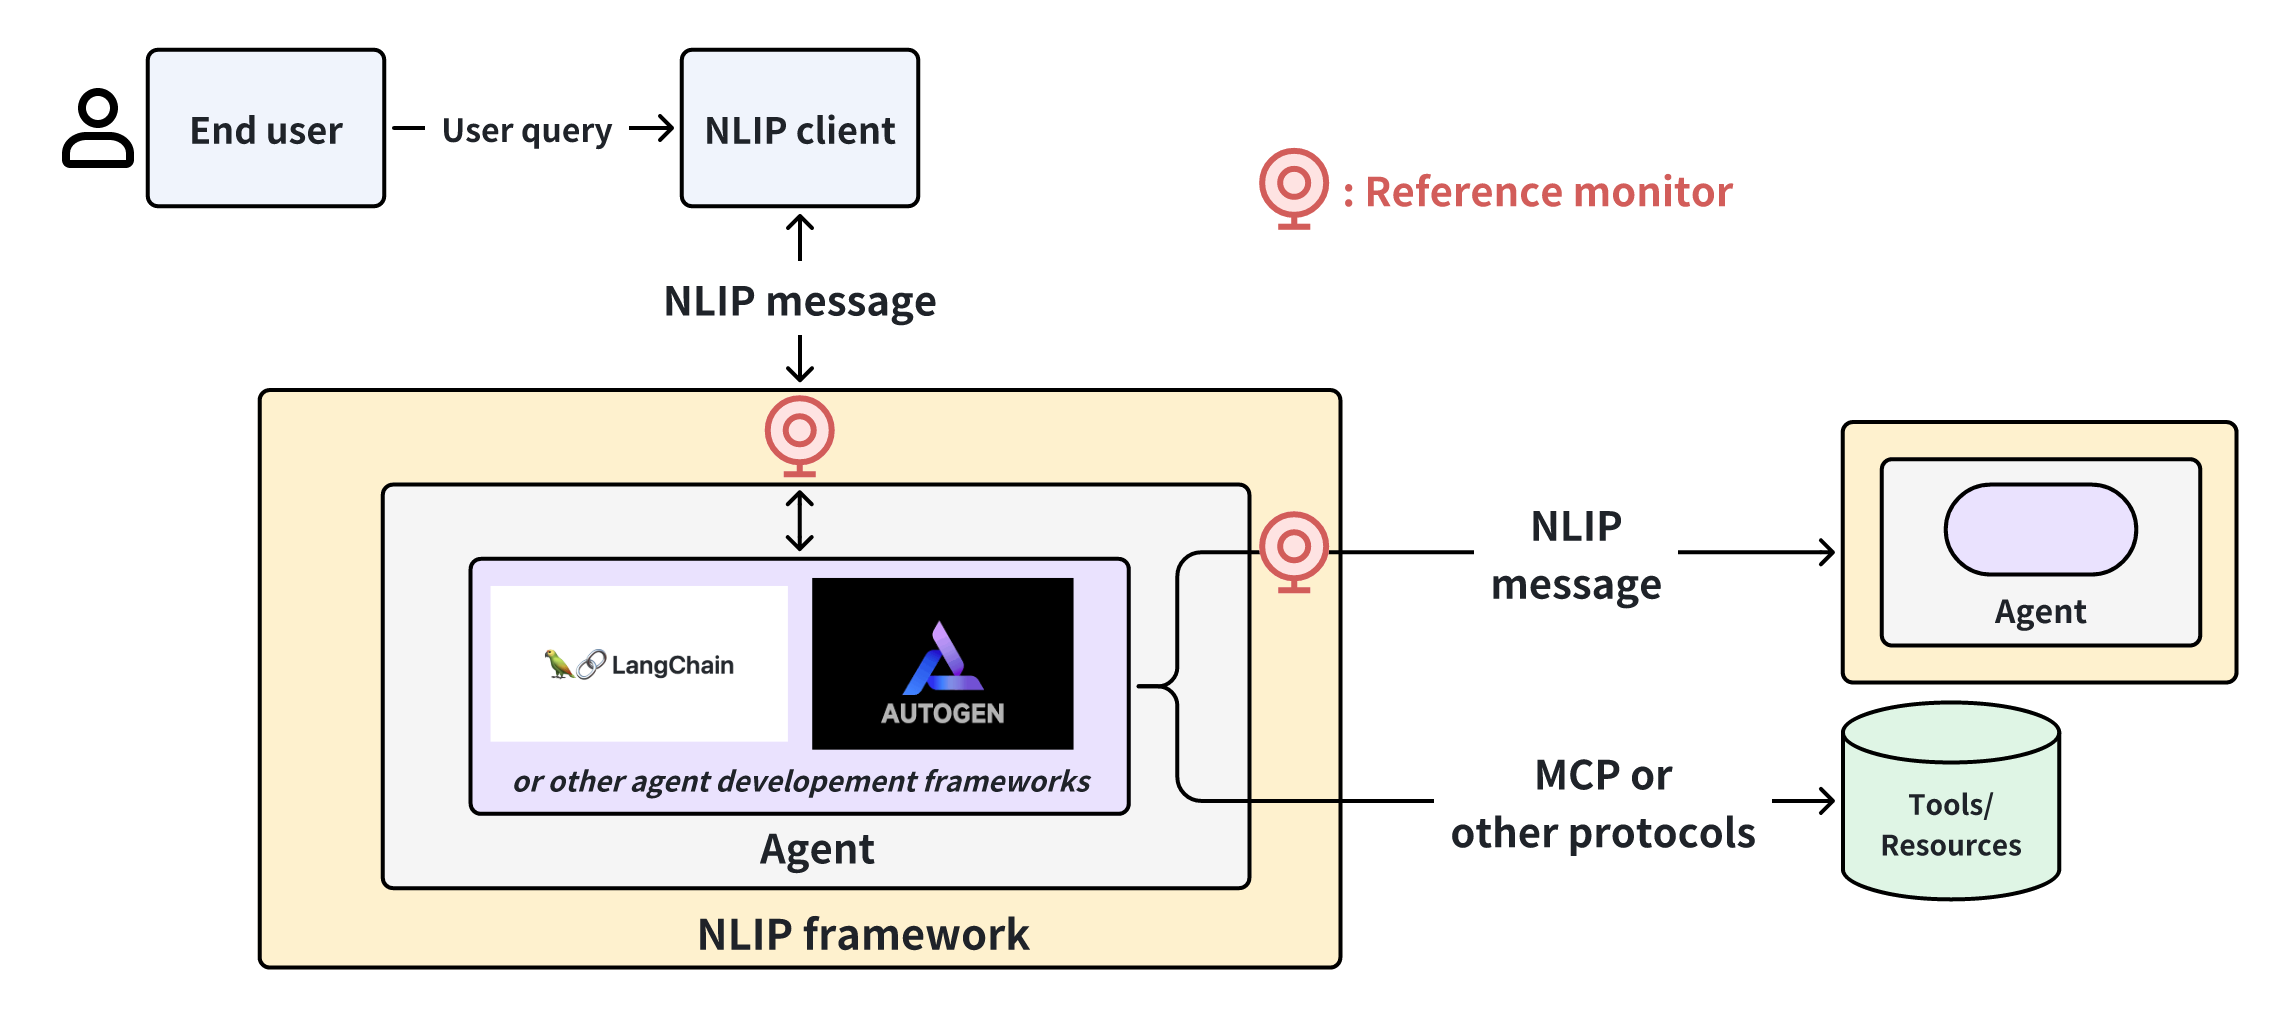 End user
User query
NLIP client
: Reference monitor
NLIP message
NLIP
message
Agent
LangChain
AUTOGEN
or other agent developement frameworks
MCP or
other protocols
Tools/
Resources
Agent
NLIP framework